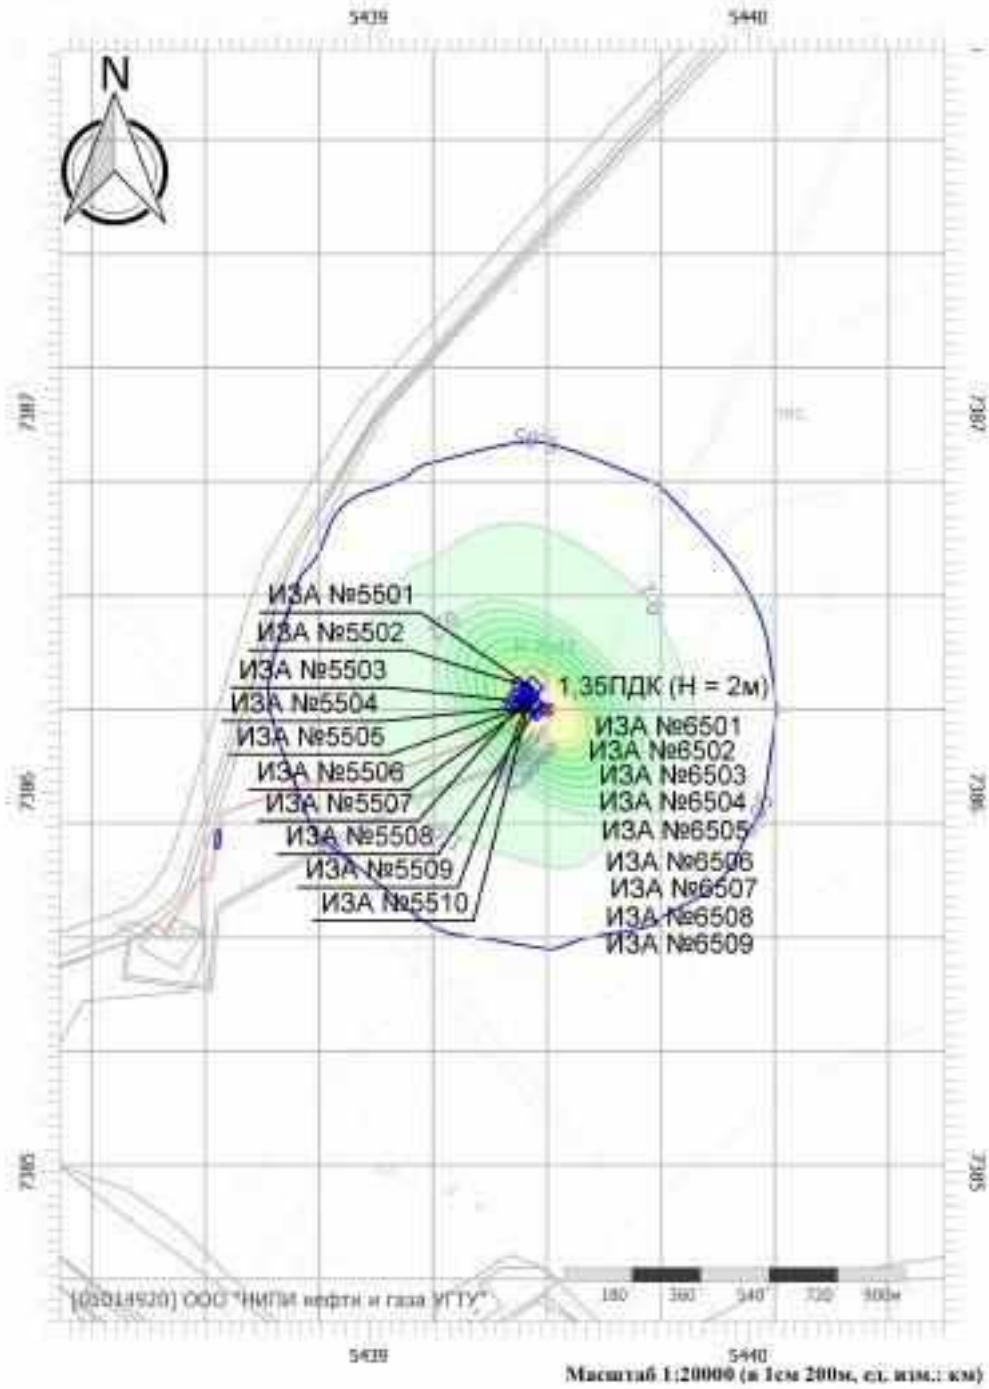 5439 5440
N
7387 7387
ИЗА №5501
ИЗА №5502
ИЗА №5503
ИЗА №5504
ИЗА №5505
ИЗА №5506
ИЗА №5507
ИЗА №5508
ИЗА №5509
ИЗА №5510
1,35ПДК (Н = 2м)
ИЗА №6501
ИЗА №6502
ИЗА №6503
ИЗА №6504
ИЗА №6505
ИЗА №6506
ИЗА №6507
ИЗА №6508
ИЗА №6509
7386 7386
7385 7385
[05014920] ООО "НИПИ нефти и газа УГТУ"
180 360 540 720 900м
5439 5440
Масштаб 1:20000 (в 1см 200м, ед. изм.: км)